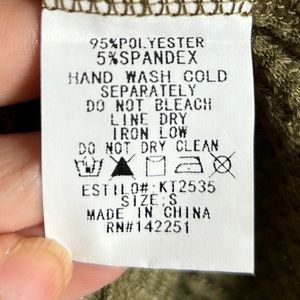 95%POLYESTER
5%SPANDEX
HAND WASH COLD
SEPARATELY
DO NOT BLEACH
LINE DRY
IRON LOW
DO NOT DRY CLEAN
ESTILO#:KT2535
SIZE:S
MADE IN CHINA
RN#142251